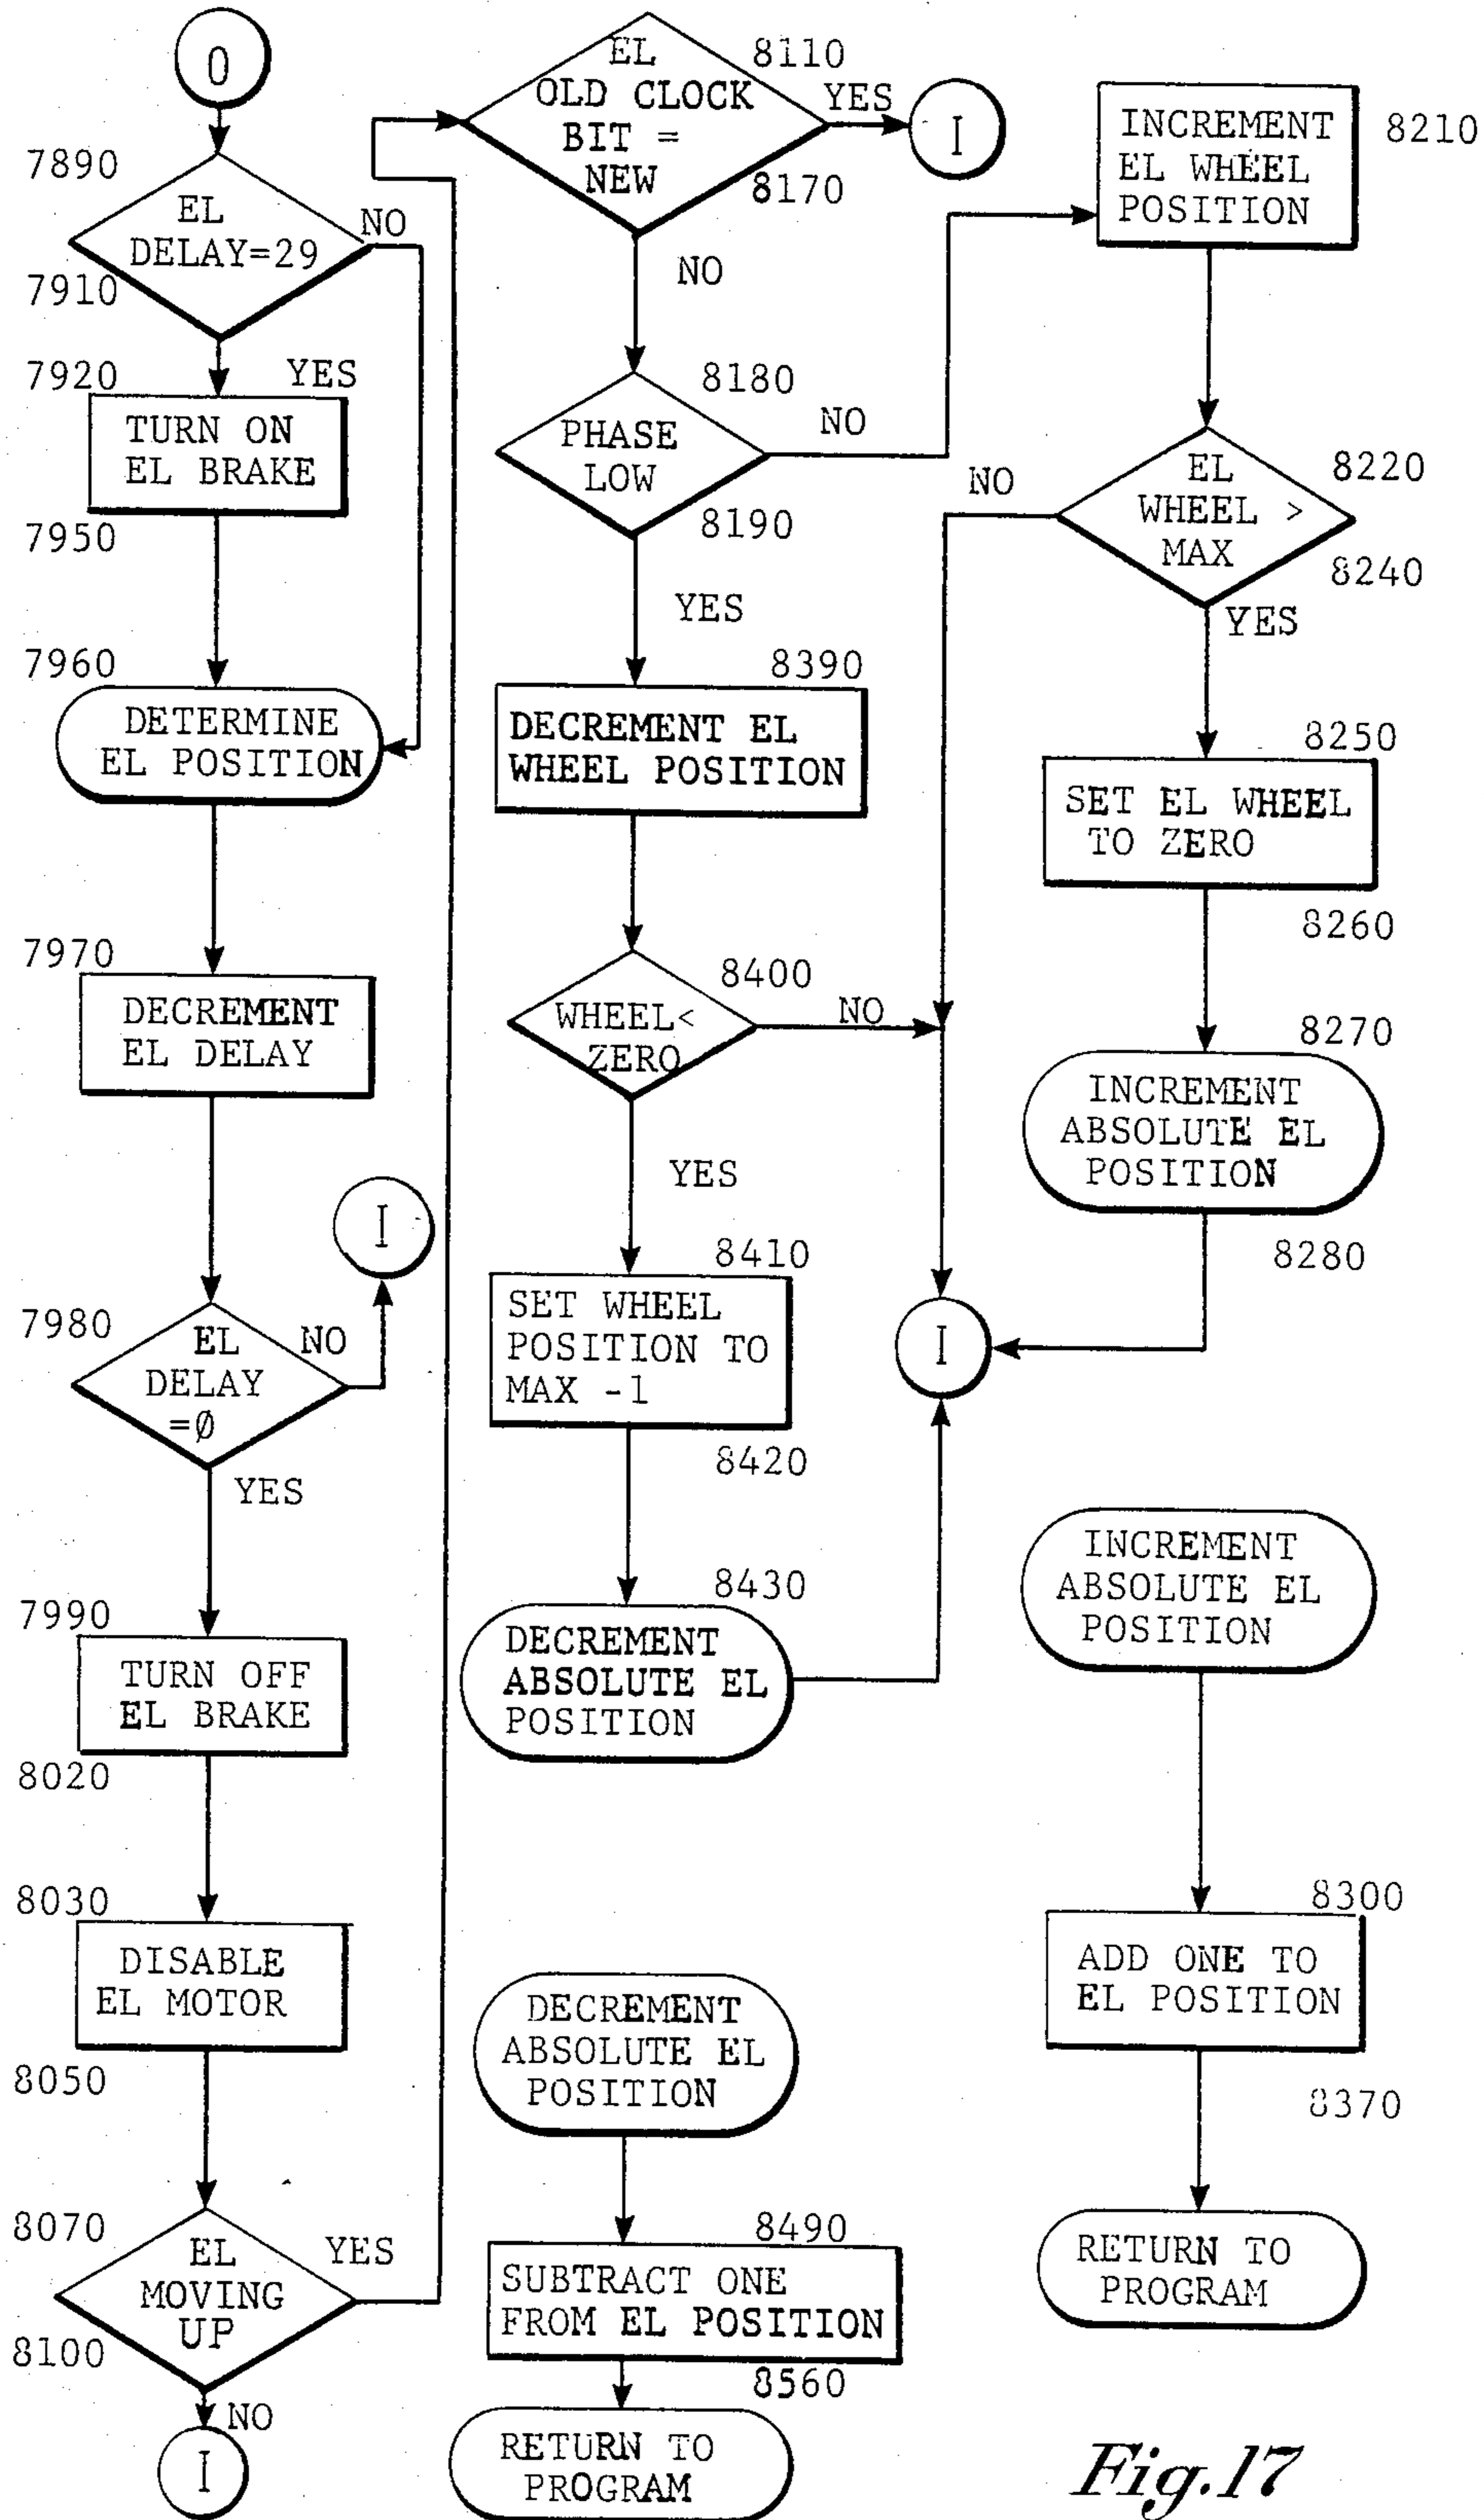 O
7890
EL
DELAY=29
NO
7910
YES
7920
TURN ON
EL BRAKE
7950
7960
DETERMINE
EL POSITION
7970
DECREMENT
EL DELAY
I
7980
EL
DELAY
=Ø
NO
YES
7990
TURN OFF
EL BRAKE
8020
8030
DISABLE
EL MOTOR
8050
8070
EL
MOVING
UP
YES
8100
NO
I
8110
EL
OLD CLOCK
BIT =
NEW
YES
I
8170
NO
8180
PHASE
LOW
NO
8190
YES
8390
DECREMENT EL
WHEEL POSITION
8400
WHEEL<
ZERO
NO
YES
8410
SET WHEEL
POSITION TO
MAX -1
8420
8430
DECREMENT
ABSOLUTE EL
POSITION
I
DECREMENT
ABSOLUTE EL
POSITION
8490
SUBTRACT ONE
FROM EL POSITION
8560
RETURN TO
PROGRAM
INCREMENT
EL WHEEL
POSITION
8210
EL
WHEEL >
MAX
8220
NO
8240
YES
8250
SET EL WHEEL
TO ZERO
8260
8270
INCREMENT
ABSOLUTE EL
POSITION
8280
INCREMENT
ABSOLUTE EL
POSITION
8300
ADD ONE TO
EL POSITION
8370
RETURN TO
PROGRAM
Fig.17